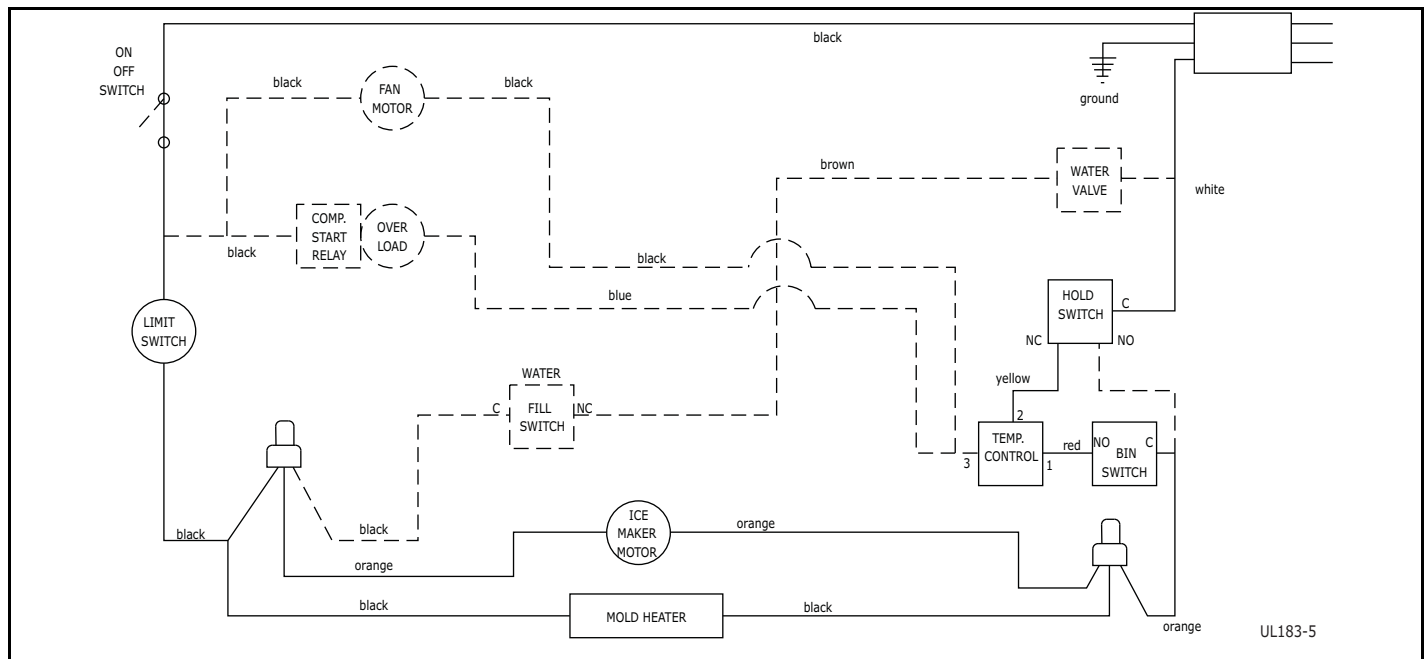 black
ON
OFF
SWITCH
ground
black
FAN
MOTOR
black
brown
WATER
VALVE
white
COMP.
START
RELAY
OVER
LOAD
black
black
blue
HOLD
SWITCH
C
NC
NO
LIMIT
SWITCH
yellow
WATER
C
FILL
SWITCH
NC
2
TEMP.
CONTROL
3
1
red
NO
C
BIN
SWITCH
black
black
ICE
MAKER
MOTOR
orange
orange
black
MOLD HEATER
black
orange
UL183-5